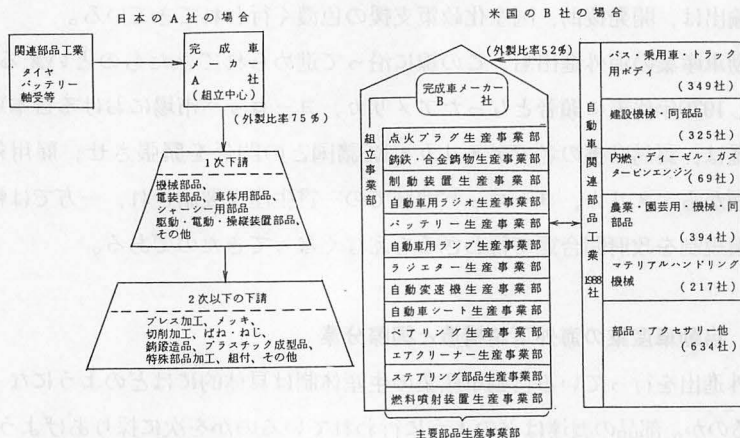 日本のA社の場合
関連部品工業
タイヤ
バッテリー
軸受等
完成車
A社
(組立中心)
(外製比率75%)
1次下請
機械部品、
電装部品、車体用部品、
シャーシー用部品
駆動・電動・操縦装置部品、
その他
2次以下の下請
プレス加工、メッキ、
切削加工、ばね・ねじ、
鋳鍛造品、プラスチック成型品、
特殊部品加工、組付、その他
米国のB社の場合
(外製比率52%)
完成車メーカー
B社
組立事業部
点火プラグ生産事業部
鋳鉄・合金鋳物生産事業部
制動装置生産事業部
自動車用ラジオ生産事業部
バッテリー生産事業部
自動車用ランプ生産事業部
ラジエター生産事業部
自動変速機生産事業部
自動車シート生産事業部
ベアリング生産事業部
エアクリーナー生産事業部
ステアリング部品生産事業部
燃料噴射装置生産事業部
主要部品生産事業部
自動車関連部品工業1988社
バス・乗用車・トラック
用ボディ
(349社)
建設機械・同部品
(325社)
内燃・ディーゼル・ガス
タービンエンジン
(69社)
農業・園芸用・機械・同
部品
(394社)
マテリアルハンドリング
機械
(217社)
部品・アクセサリー他
(634社)